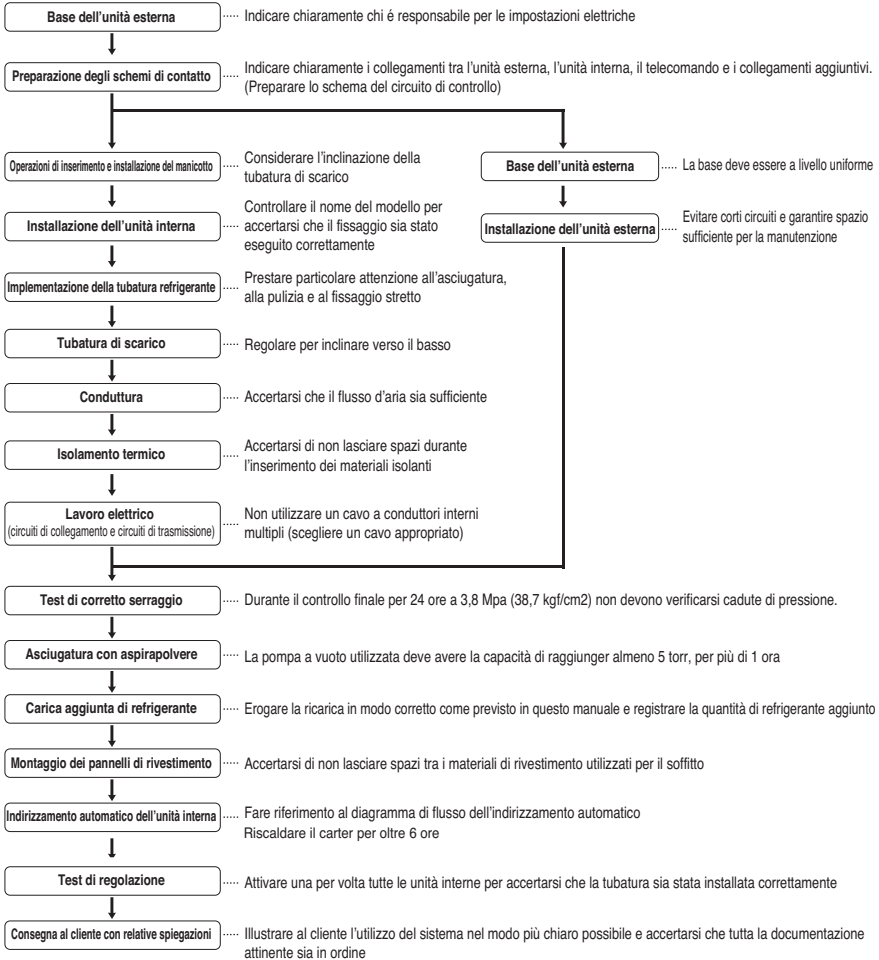 Base dell'unità esterna
..... Indicare chiaramente chi é responsabile per le impostazioni elettriche
Preparazione degli schemi di contatto
..... Indicare chiaramente i collegamenti tra l'unità esterna, l'unità interna, il telecomando e i collegamenti aggiuntivi.
(Preparare lo schema del circuito di controllo)
Operazioni di inserimento e installazione del manicotto
..... Considerare l'inclinazione della
tubatura di scarico
Base dell'unità esterna
..... La base deve essere a livello uniforme
Installazione dell'unità interna
..... Controllare il nome del modello per
accertarsi che il fissaggio sia stato
eseguito correttamente
Installazione dell'unità esterna
..... Evitare corti circuiti e garantire spazio
sufficiente per la manutenzione
Implementazione della tubatura refrigerante
..... Prestare particolare attenzione all'asciugatura,
alla pulizia e al fissaggio stretto
Tubatura di scarico
..... Regolare per inclinare verso il basso
Conduttura
..... Accertarsi che il flusso d'aria sia sufficiente
Isolamento termico
..... Accertarsi di non lasciare spazi durante
l'inserimento dei materiali isolanti
Lavoro elettrico
(circuiti di collegamento e circuiti di trasmissione)
..... Non utilizzare un cavo a conduttori interni
multipli (scegliere un cavo appropriato)
Test di corretto serraggio
..... Durante il controllo finale per 24 ore a 3,8 Mpa (38,7 kgf/cm2) non devono verificarsi cadute di pressione.
Asciugatura con aspirapolvere
..... La pompa a vuoto utilizzata deve avere la capacità di raggiunger almeno 5 torr, per più di 1 ora
Carica aggiunta di refrigerante
..... Erogare la ricarica in modo corretto come previsto in questo manuale e registrare la quantità di refrigerante aggiunto
Montaggio dei pannelli di rivestimento
..... Accertarsi di non lasciare spazi tra i materiali di rivestimento utilizzati per il soffitto
Indirizzamento automatico dell'unità interna
..... Fare riferimento al diagramma di flusso dell'indirizzamento automatico
Riscaldare il carter per oltre 6 ore
Test di regolazione
..... Attivare una per volta tutte le unità interne per accertarsi che la tubatura sia stata installata correttamente
Consegna al cliente con relative spiegazioni
..... Illustrare al cliente l'utilizzo del sistema nel modo più chiaro possibile e accertarsi che tutta la documentazione
attinente sia in ordine